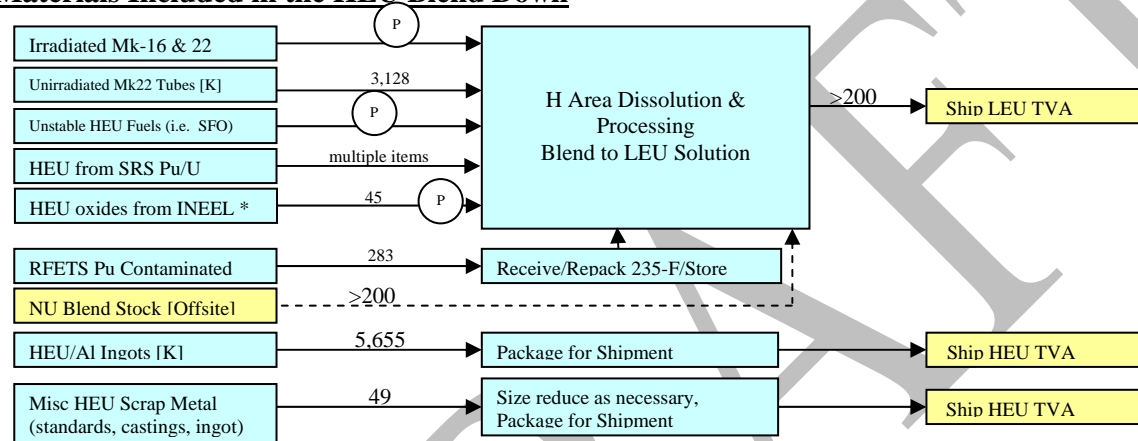 Materials Included in the HEU Blend Down
P
Irradiated Mk-16 & 22
Unirradiated Mk22 Tubes [K]
3,128
Unstable HEU Fuels (i.e. SFO)
P
HEU from SRS Pu/U
multiple items
HEU oxides from INEEL *
45
P
H Area Dissolution &
Processing
Blend to LEU Solution
>200
Ship LEU TVA
RFETS Pu Contaminated
283
Receive/Repack 235-F/Store
NU Blend Stock [Offsite]
>200
HEU/Al Ingots [K]
5,655
Package for Shipment
Ship HEU TVA
Misc HEU Scrap Metal
(standards, castings, ingot)
49
Size reduce as necessary,
Package for Shipment
Ship HEU TVA